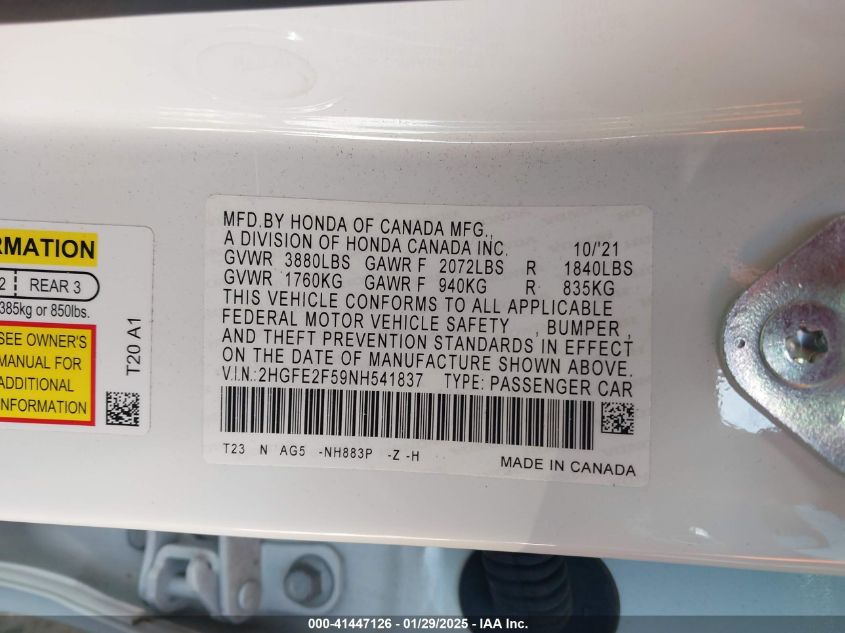 RMATION
2 REAR 3
385kg or 850lbs.
SEE OWNER'S
MANUAL FOR
ADDITIONAL
INFORMATION
T20 A1
MFD.BY HONDA OF CANADA MFG.,
A DIVISION OF HONDA CANADA INC. 10/'21
GVWR 3880LBS GAWR F 2072LBS R 1840LBS
GVWR 1760KG GAWR F 940KG R 835KG
THIS VEHICLE CONFORMS TO ALL APPLICABLE
FEDERAL MOTOR VEHICLE SAFETY , BUMPER ,
AND THEFT PREVENTION STANDARDS IN EFFECT
ON THE DATE OF MANUFACTURE SHOWN ABOVE.
V.I.N.:2HGFE2F59NH541837 TYPE: PASSENGER CAR
T23 N AG5 -NH883P -Z -H
MADE IN CANADA
000-41447126 - 01/29/2025 - IAA Inc.